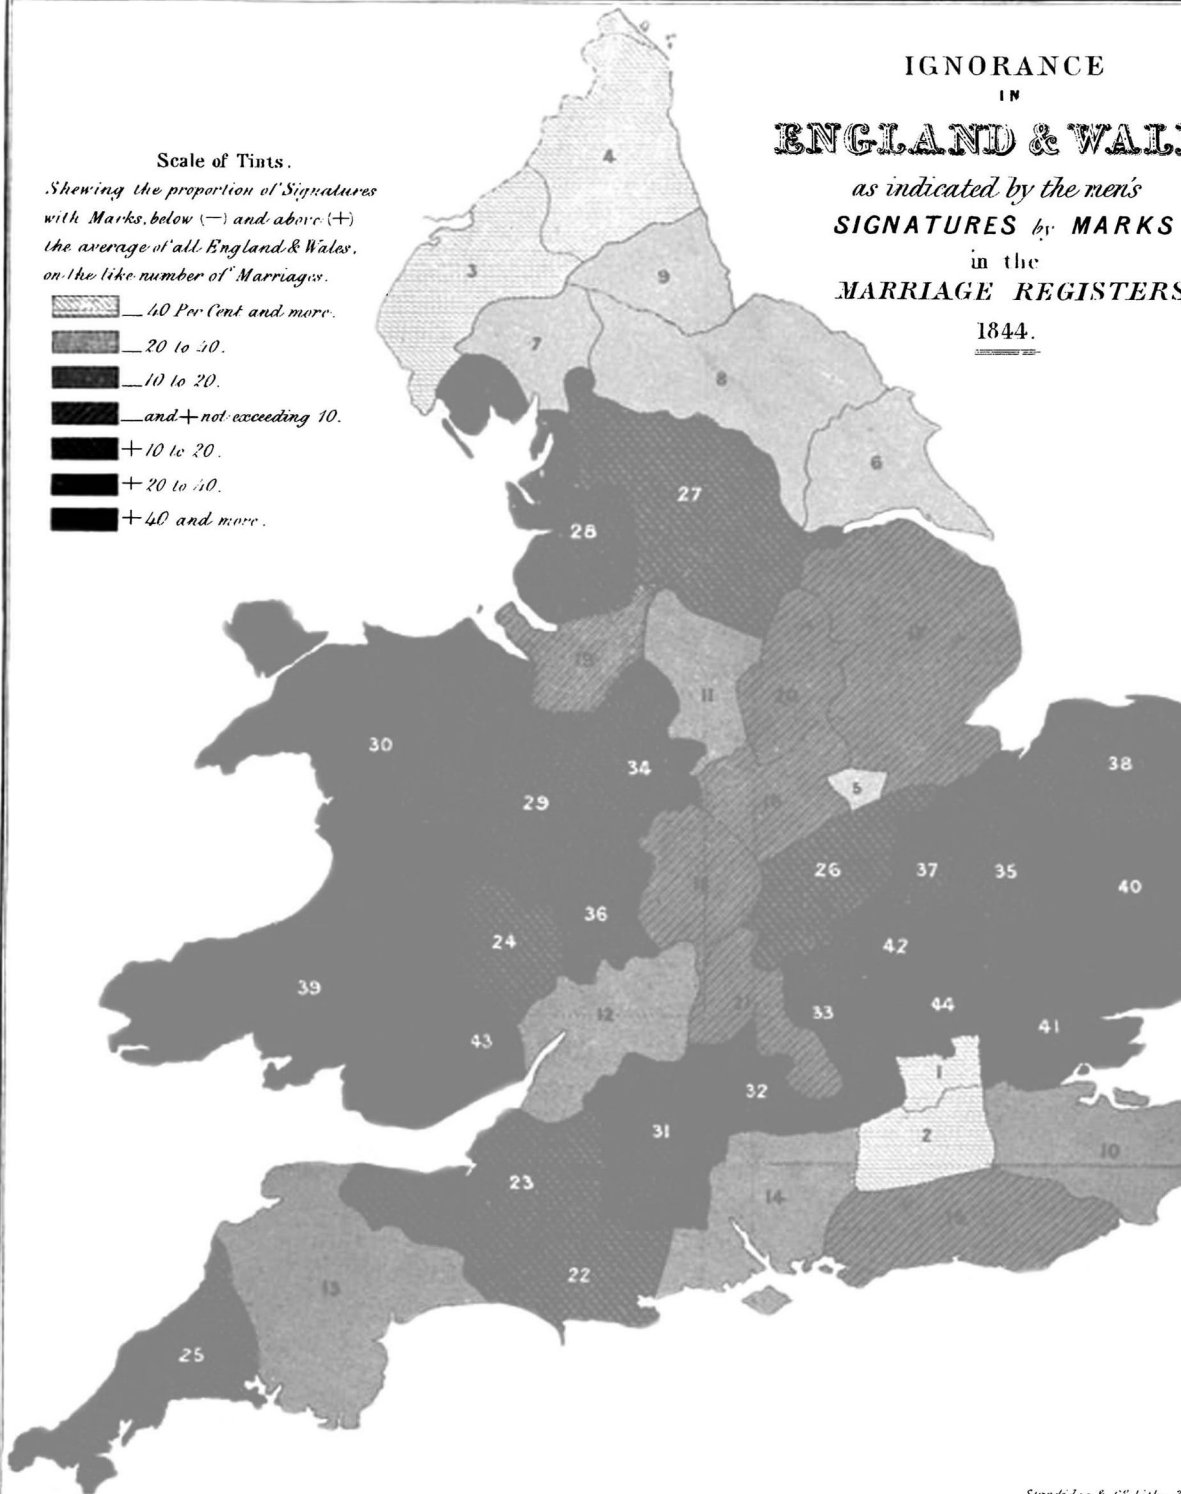 IGNORANCE
IN
ENGLAND & WAL
as indicated by the men's
SIGNATURES by MARKS
in the
MARRIAGE REGISTERS
1844.
Scale of Tints.
Shewing the proportion of Signatures
with Marks, below (—) and above (+)
the average of all England & Wales,
on the like number of Marriages.
— 40 Per Cent and more.
— 20 to 40.
— 10 to 20.
— and + not exceeding 10.
+ 10 to 20.
+ 20 to 40.
+ 40 and more.
4
3
9
7
8
6
27
28
19
11
20
30
34
5
38
29
26
37
35
40
36
24
42
39
12
21
33
44
43
41
1
32
31
2
10
23
14
22
13
25